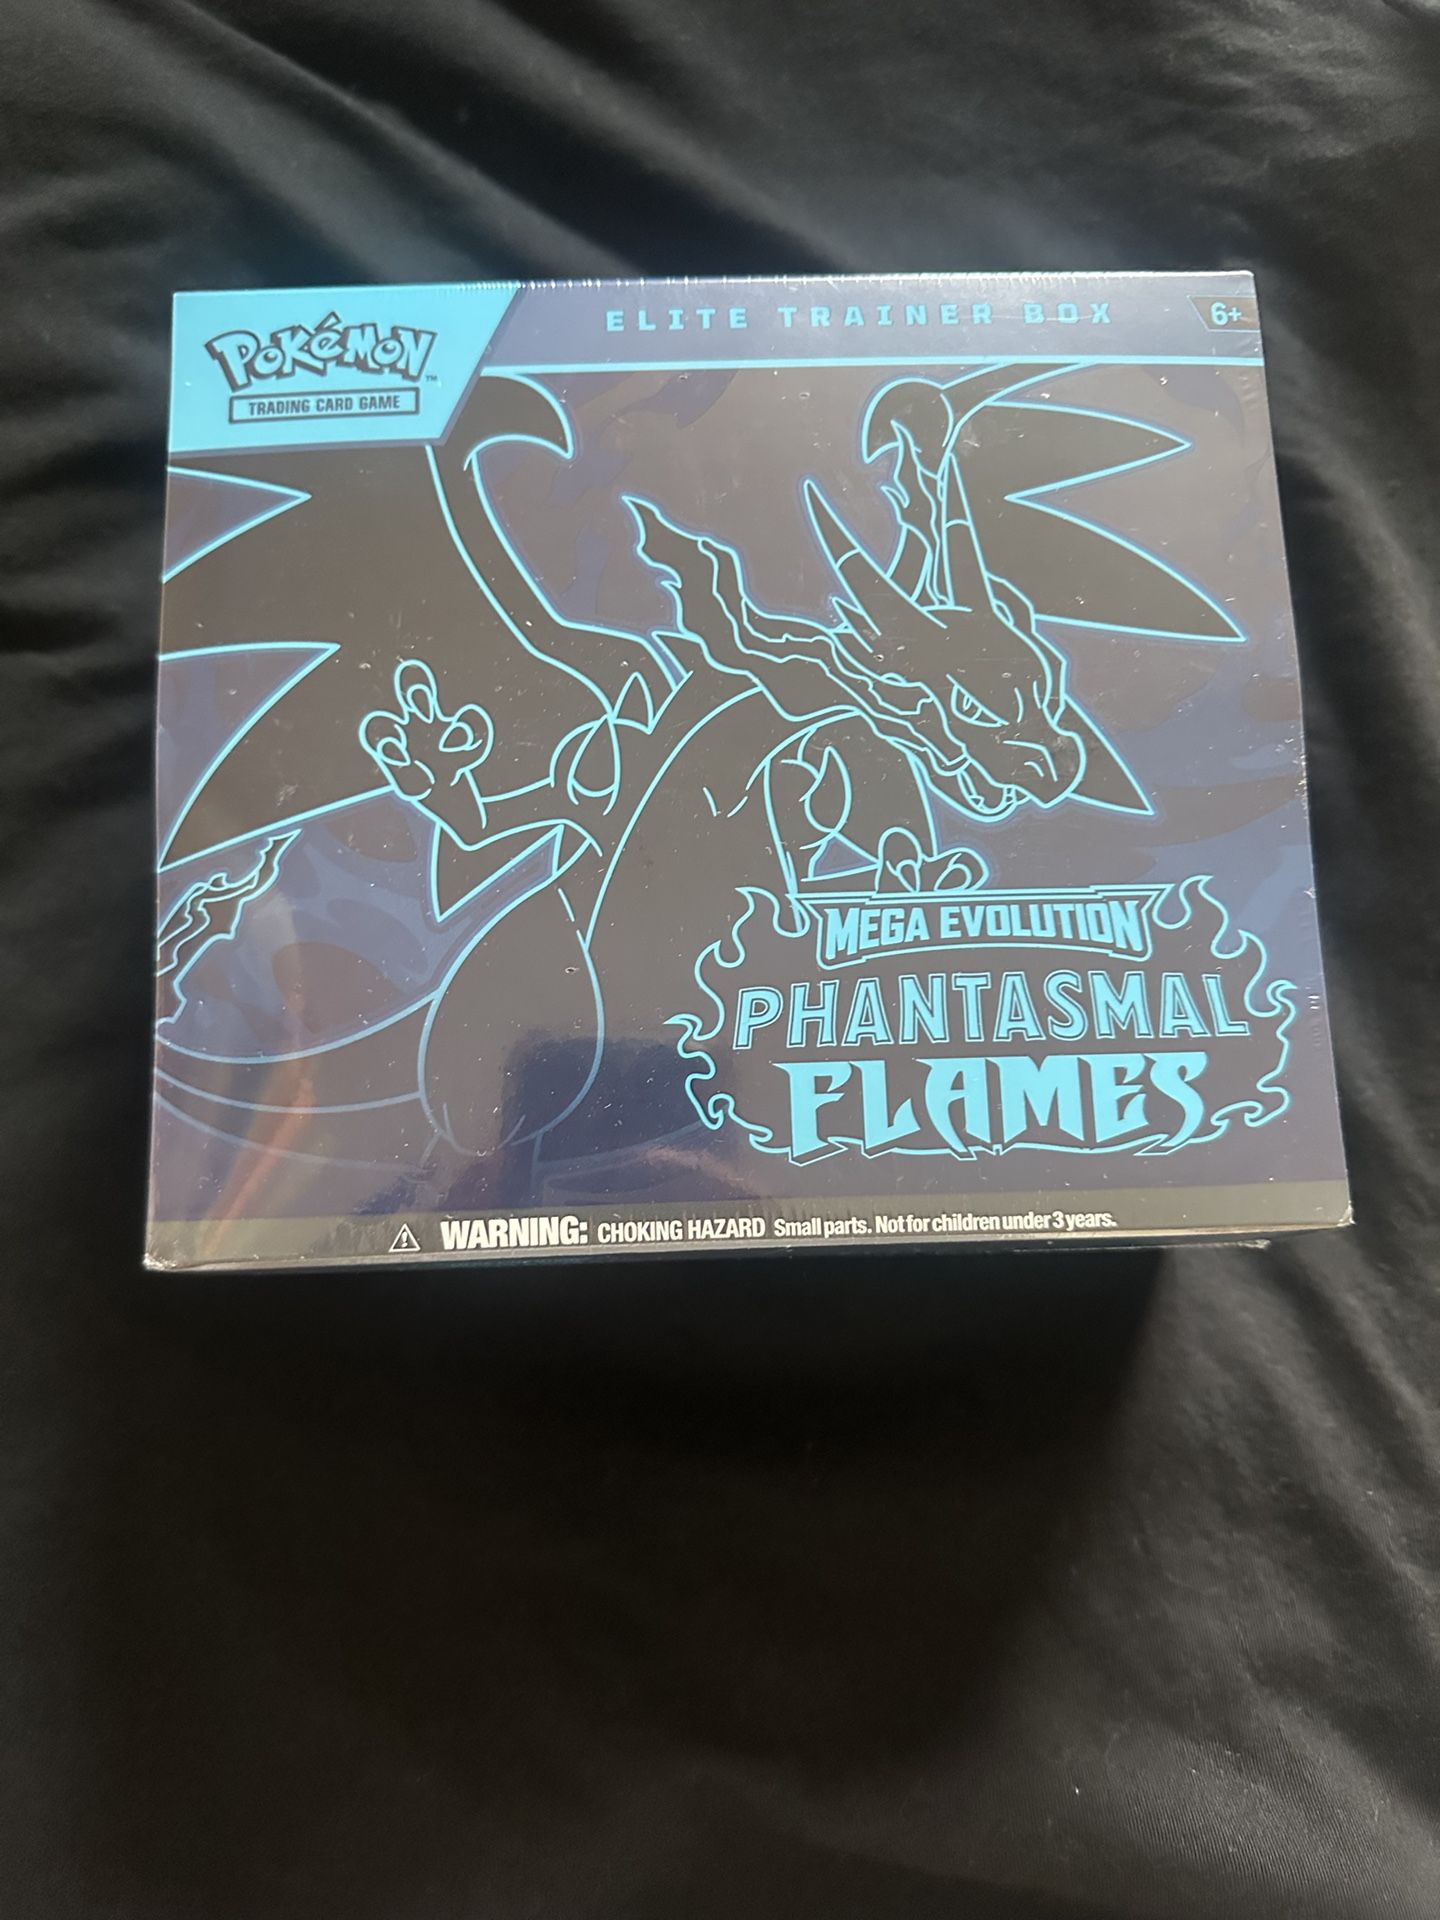 ELITE TRAINER BOX
6+
POKéMON™
TRADING CARD GAME
MEGA EVOLUTION
PHANTASMAL
FLAMES
WARNING: CHOKING HAZARD Small parts. Not for children under 3 years.